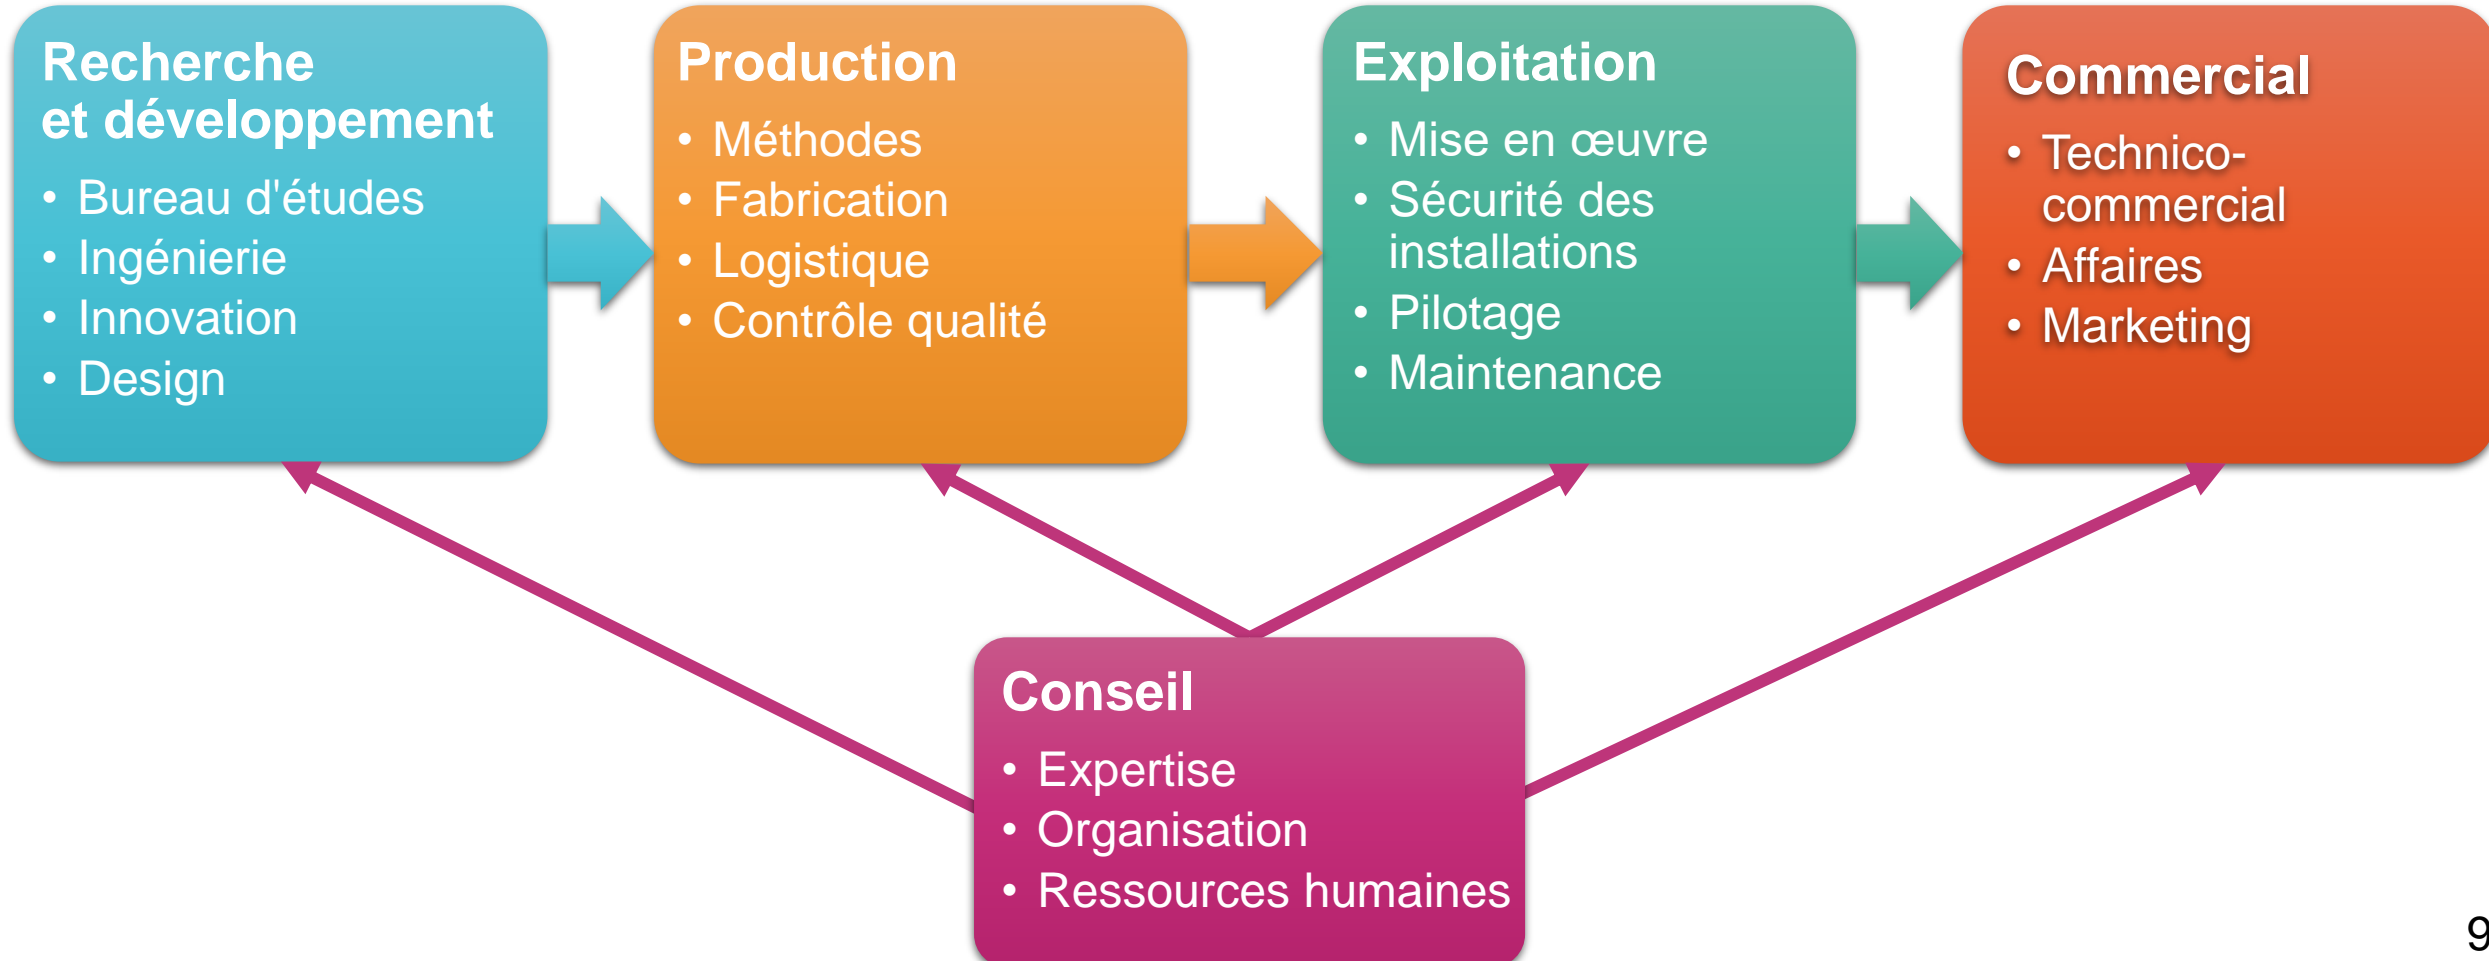 Recherche
et développement
• Bureau d'études
• Ingénierie
• Innovation
• Design
Production
• Méthodes
• Fabrication
• Logistique
• Contrôle qualité
Exploitation
• Mise en œuvre
• Sécurité des
installations
• Pilotage
• Maintenance
Commercial
• Technico-
commercial
• Affaires
• Marketing
Conseil
• Expertise
• Organisation
• Ressources humaines
9